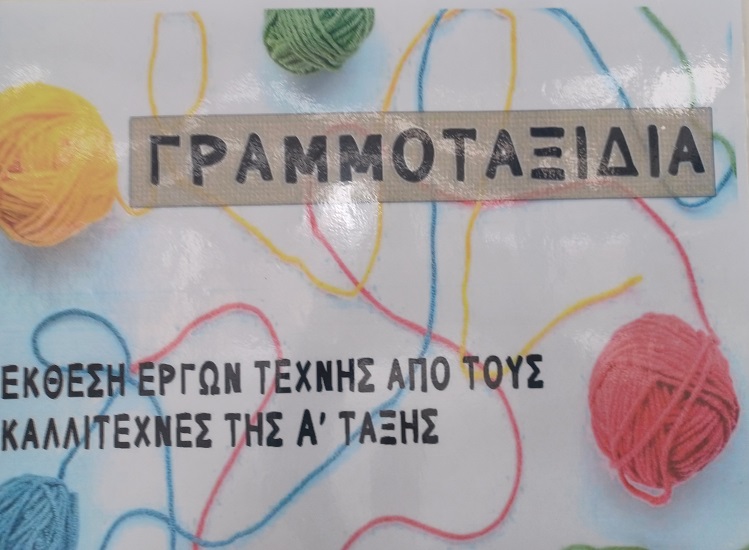 ΓΡΑΜΜΟΤΑΞΙΔΙΑ
ΕΚΘΕΣΗ ΕΡΓΩΝ ΤΕΧΝΗΣ ΑΠΟ ΤΟΥΣ
ΚΑΛΛΙΤΕΧΝΕΣ ΤΗΣ Α' ΤΑΞΗΣ